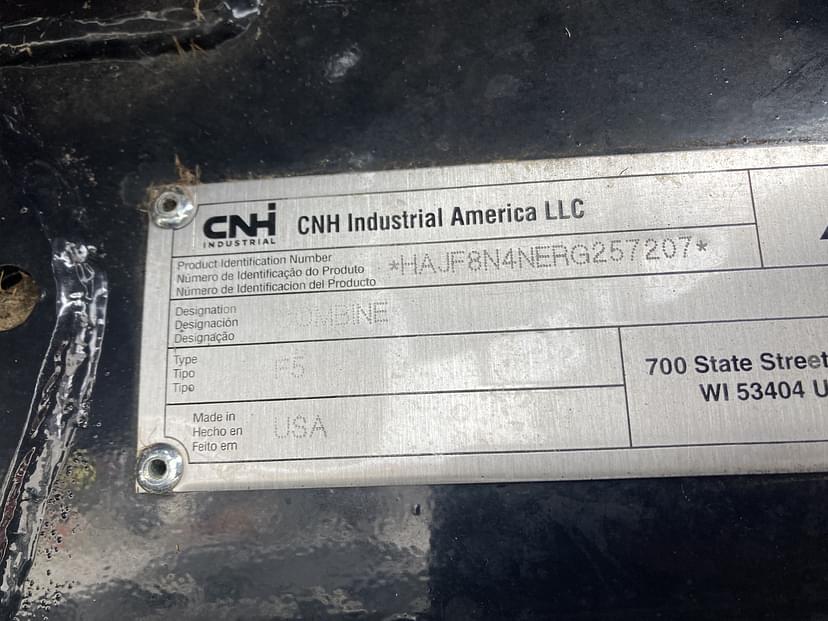 CNH INDUSTRIAL
CNH Industrial America LLC
Product Identification Number
Número de Identificação do Produto
Número de Identificacion del Producto
*HAJF8N4NERG257207*
Designation
Designación
Designação
COMBINE
Type
Tipo
Tipo
F5
Made in
Hecho en
Feito em
USA
700 State Street
WI 53404 U